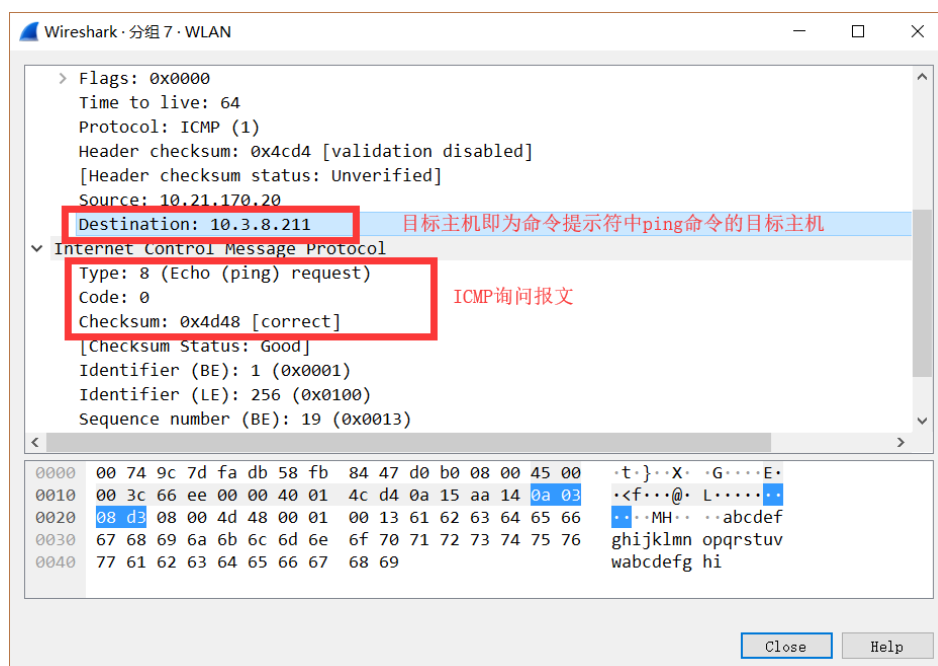 Wireshark · 分组 7 · WLAN
Flags: 0x0000
Time to live: 64
Protocol: ICMP (1)
Header checksum: 0x4cd4 [validation disabled]
[Header checksum status: Unverified]
Source: 10.21.170.20
Destination: 10.3.8.211 目标主机即为命令提示符中ping命令的目标主机
Internet Control Message Protocol
Type: 8 (Echo (ping) request)
Code: 0 ICMP询问报文
Checksum: 0x4d48 [correct]
[Checksum Status: Good]
Identifier (BE): 1 (0x0001)
Identifier (LE): 256 (0x0100)
Sequence number (BE): 19 (0x0013)
0000 00 74 9c 7d fa db 58 fb 84 47 d0 b0 08 00 45 00 ·t·}··X· ·G····E·
0010 00 3c 66 ee 00 00 40 01 4c d4 0a 15 aa 14 0a 03 ·<f···@· L·······
0020 08 d3 08 00 4d 48 00 01 00 13 61 62 63 64 65 66 ····MH·· ··abcdef
0030 67 68 69 6a 6b 6c 6d 6e 6f 70 71 72 73 74 75 76 ghijklmn opqrstuv
0040 77 61 62 63 64 65 66 67 68 69 wabcdefg hi
Close Help